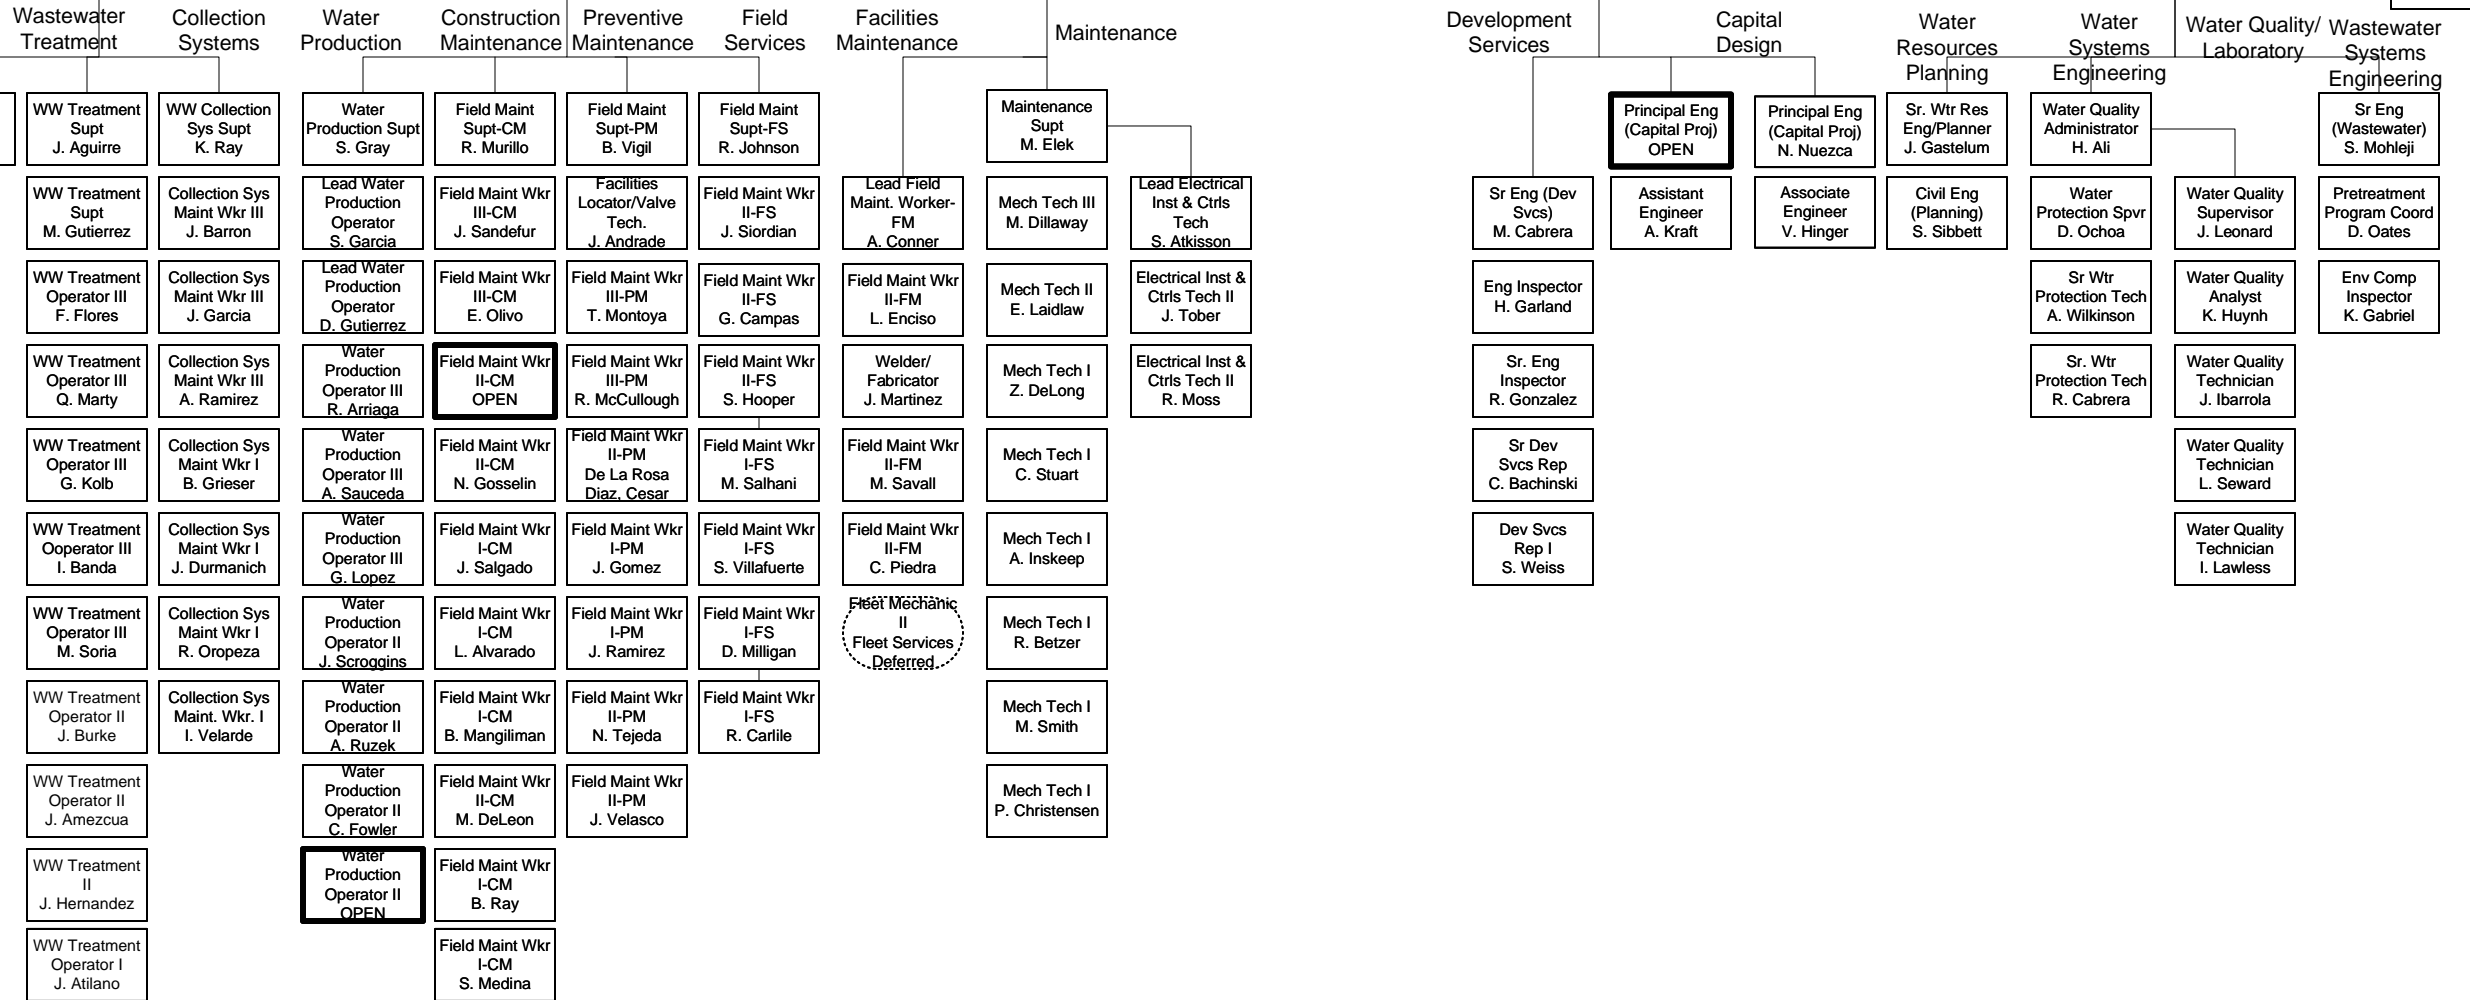 Wastewater
Treatment
Collection
Systems
Water
Production
Construction
Maintenance
Preventive
Maintenance
Field
Services
Facilities
Maintenance
Maintenance
Development
Services
Capital
Design
Water
Resources
Planning
Water
Systems
Engineering
Water Quality/
Laboratory
Wastewater
Systems
Engineering
WW Treatment
Supt
J. Aguirre
WW Treatment
Supt
M. Gutierrez
WW Treatment
Operator III
F. Flores
WW Treatment
Operator III
Q. Marty
WW Treatment
Operator III
G. Kolb
WW Treatment
Ooperator III
I. Banda
WW Treatment
Operator III
M. Soria
WW Treatment
Operator II
J. Burke
WW Treatment
Operator II
J. Amezcua
WW Treatment
II
J. Hernandez
WW Treatment
Operator I
J. Atilano
WW Collection
Sys Supt
K. Ray
Collection Sys
Maint Wkr III
J. Barron
Collection Sys
Maint Wkr III
J. Garcia
Collection Sys
Maint Wkr III
A. Ramirez
Collection Sys
Maint Wkr I
B. Grieser
Collection Sys
Maint Wkr I
J. Durmanich
Collection Sys
Maint Wkr I
R. Oropeza
Collection Sys
Maint. Wkr. I
I. Velarde
Water
Production Supt
S. Gray
Lead Water
Production
Operator
S. Garcia
Lead Water
Production
Operator
D. Gutierrez
Water
Production
Operator III
R. Arriaga
Water
Production
Operator III
A. Sauceda
Water
Production
Operator III
G. Lopez
Water
Production
Operator II
J. Scroggins
Water
Production
Operator II
A. Ruzek
Water
Production
Operator II
C. Fowler
Water
Production
Operator II
OPEN
Field Maint
Supt-CM
R. Murillo
Field Maint Wkr
III-CM
J. Sandefur
Field Maint Wkr
III-CM
E. Olivo
Field Maint Wkr
II-CM
OPEN
Field Maint Wkr
II-CM
N. Gosselin
Field Maint Wkr
I-CM
J. Salgado
Field Maint Wkr
I-CM
L. Alvarado
Field Maint Wkr
I-CM
B. Mangiliman
Field Maint Wkr
II-CM
M. DeLeon
Field Maint Wkr
I-CM
B. Ray
Field Maint Wkr
I-CM
S. Medina
Field Maint
Supt-PM
B. Vigil
Facilities
Locator/Valve
Tech.
J. Andrade
Field Maint Wkr
III-PM
T. Montoya
Field Maint Wkr
III-PM
R. McCullough
Field Maint Wkr
II-PM
De La Rosa
Diaz, Cesar
Field Maint Wkr
I-PM
J. Gomez
Field Maint Wkr
I-PM
J. Ramirez
Field Maint Wkr
II-PM
N. Tejeda
Field Maint Wkr
II-PM
J. Velasco
Field Maint
Supt-FS
R. Johnson
Field Maint Wkr
II-FS
J. Siordian
Field Maint Wkr
II-FS
G. Campas
Field Maint Wkr
II-FS
S. Hooper
Field Maint Wkr
I-FS
M. Salhani
Field Maint Wkr
I-FS
S. Villafuerte
Field Maint Wkr
I-FS
D. Milligan
Field Maint Wkr
I-FS
R. Carlile
Lead Field
Maint. Worker-
FM
A. Conner
Field Maint Wkr
II-FM
L. Enciso
Welder/
Fabricator
J. Martinez
Field Maint Wkr
II-FM
M. Savall
Field Maint Wkr
II-FM
C. Piedra
Fleet Mechanic
II
Fleet Services
Deferred
Maintenance
Supt
M. Elek
Mech Tech III
M. Dillaway
Mech Tech II
E. Laidlaw
Mech Tech I
Z. DeLong
Mech Tech I
C. Stuart
Mech Tech I
A. Inskeep
Mech Tech I
R. Betzer
Mech Tech I
M. Smith
Mech Tech I
P. Christensen
Lead Electrical
Inst & Ctrls
Tech
S. Atkisson
Electrical Inst &
Ctrls Tech II
J. Tober
Electrical Inst &
Ctrls Tech II
R. Moss
Sr Eng (Dev
Svcs)
M. Cabrera
Eng Inspector
H. Garland
Sr. Eng
Inspector
R. Gonzalez
Sr Dev
Svcs Rep
C. Bachinski
Dev Svcs
Rep I
S. Weiss
Principal Eng
(Capital Proj)
OPEN
Assistant
Engineer
A. Kraft
Principal Eng
(Capital Proj)
N. Nuezca
Associate
Engineer
V. Hinger
Sr. Wtr Res
Eng/Planner
J. Gastelum
Civil Eng
(Planning)
S. Sibbett
Water Quality
Administrator
H. Ali
Water
Protection Spvr
D. Ochoa
Sr Wtr
Protection Tech
A. Wilkinson
Sr. Wtr
Protection Tech
R. Cabrera
Water Quality
Supervisor
J. Leonard
Water Quality
Analyst
K. Huynh
Water Quality
Technician
J. Ibarrola
Water Quality
Technician
L. Seward
Water Quality
Technician
I. Lawless
Sr Eng
(Wastewater)
S. Mohleji
Pretreatment
Program Coord
D. Oates
Env Comp
Inspector
K. Gabriel